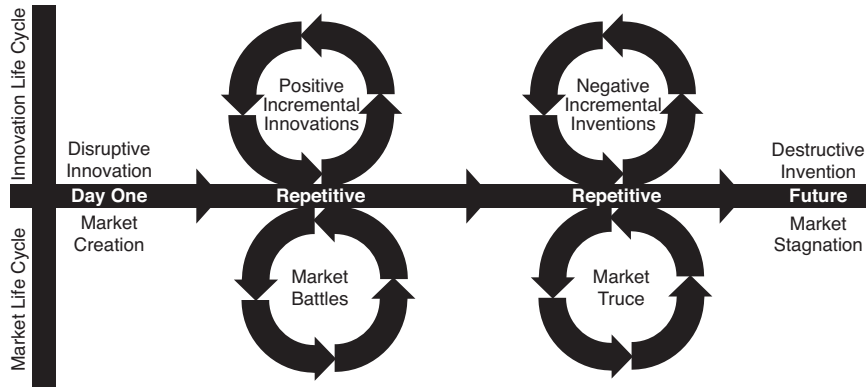 Innovation Life Cycle
Market Life Cycle
Disruptive
Innovation
Day One
Market
Creation
Positive
Incremental
Innovations
Repetitive
Market
Battles
Negative
Incremental
Inventions
Repetitive
Market
Truce
Destructive
Invention
Future
Market
Stagnation